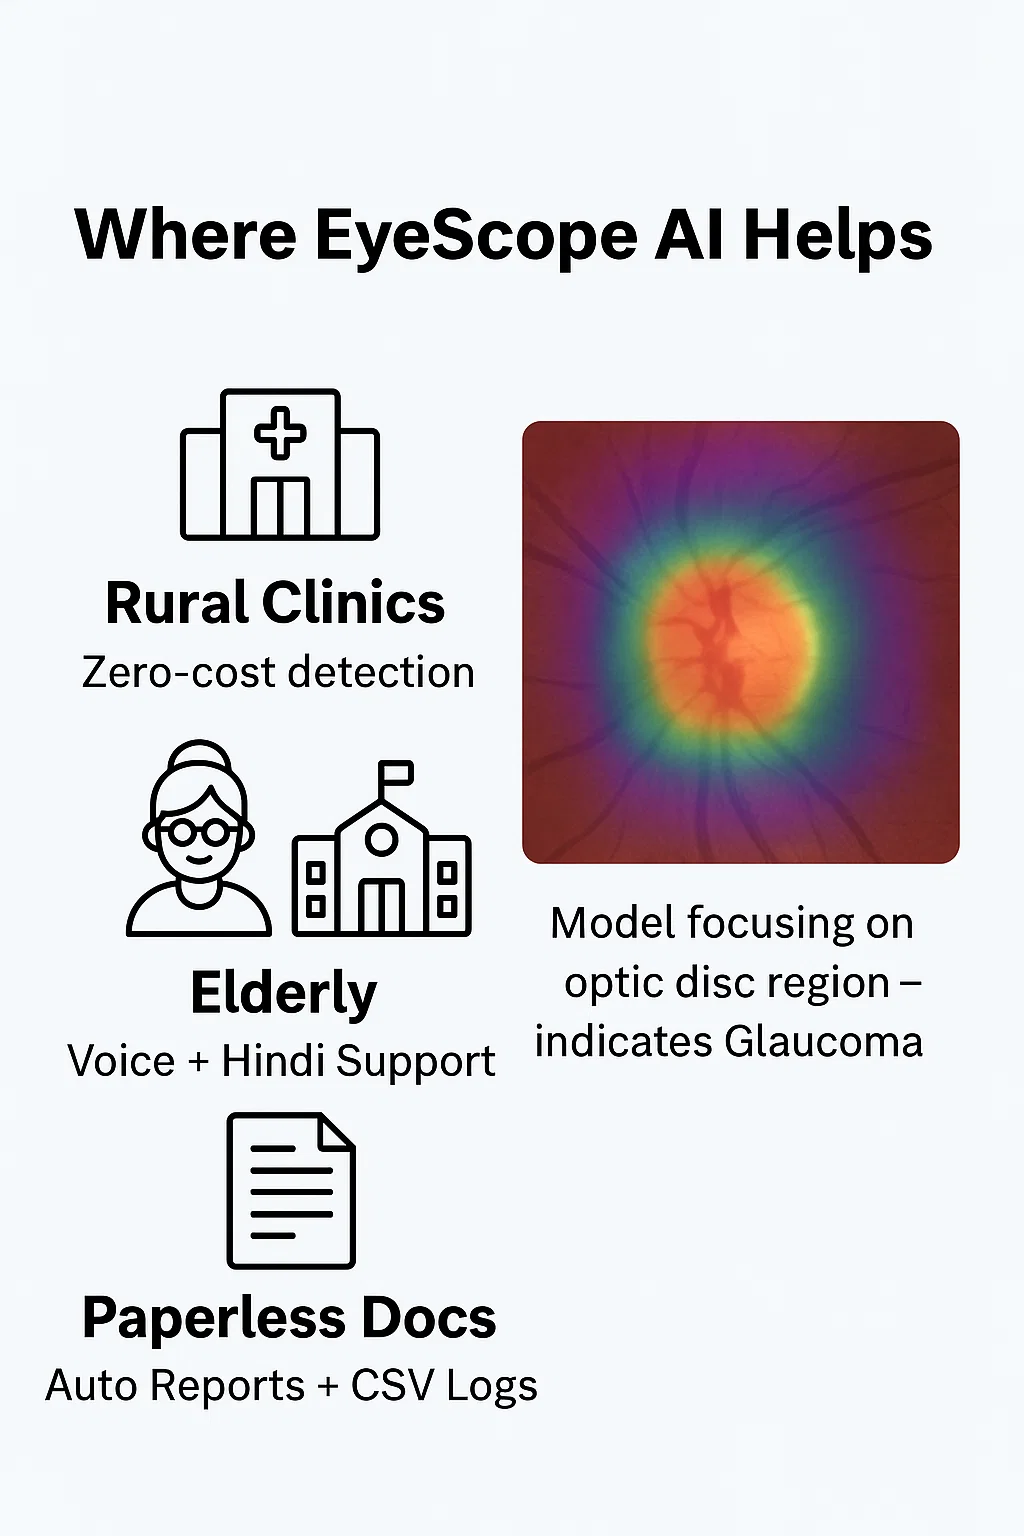 Where EyeScope AI Helps
Rural Clinics
Zero-cost detection
Elderly
Voice + Hindi Support
Paperless Docs
Auto Reports + CSV Logs
Model focusing on
optic disc region –
indicates Glaucoma